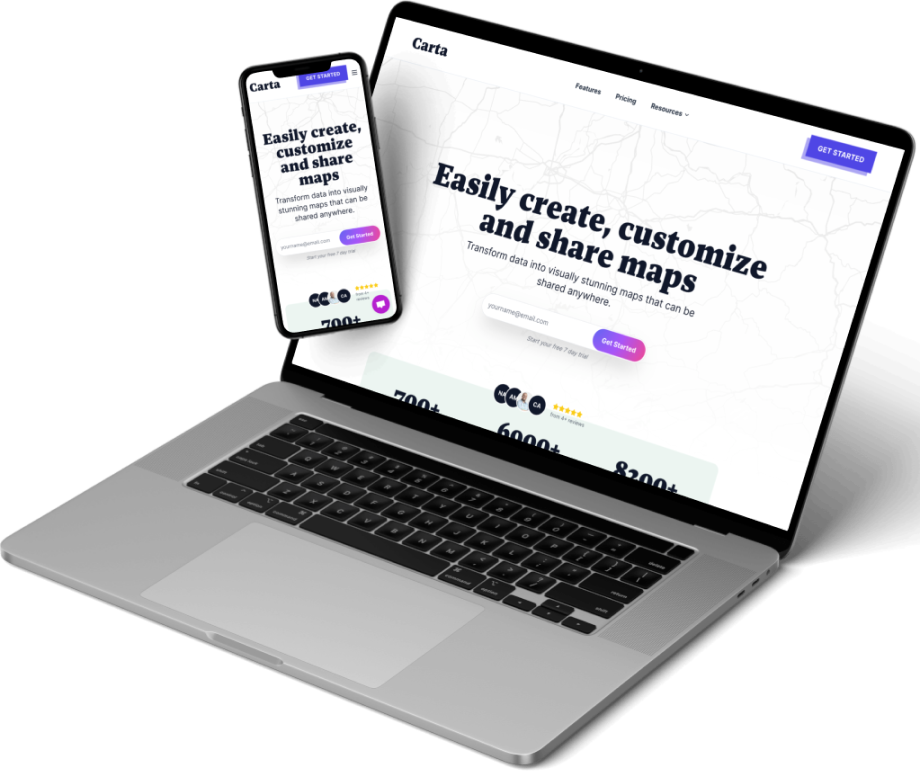 Carta
GET STARTED
Easily create,
customize
and share
maps
Transform data into visually
stunning maps that can be
shared anywhere.
yourname@email.com
Get Started
Start your free 7 day trial
CA
from 4+
reviews
700+
Carta
Features
Pricing
Resources
GET STARTED
Easily create, customize
and share maps
Transform data into visually stunning maps that can be
shared anywhere.
yourname@email.com
Get Started
Start your free 7 day trial
NA
AM
CA
from 4+ reviews
700+
6000+
8200+